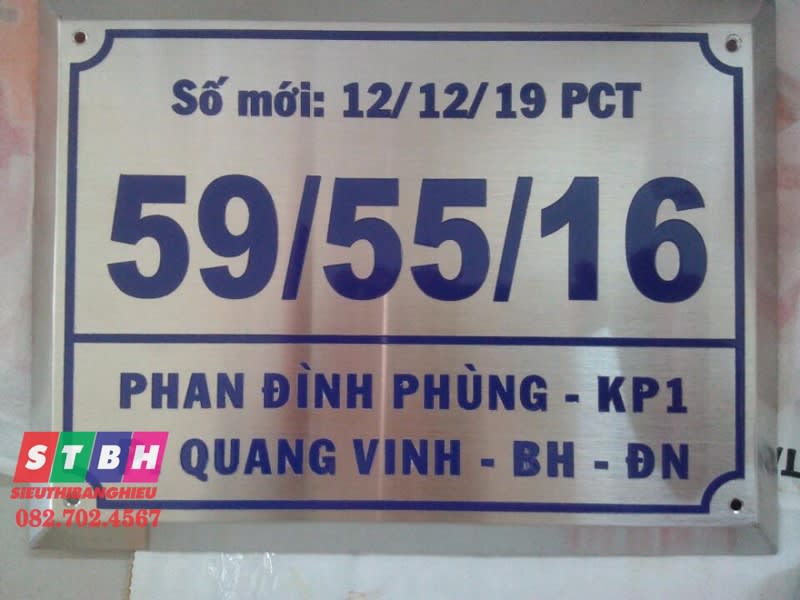 Số mới: 12/12/19 PCT
59/55/16
PHAN ĐÌNH PHÙNG - KP1
QUANG VINH - BH - ĐN
STBH
SIEUTHIBANGHIEU
082.702.4567